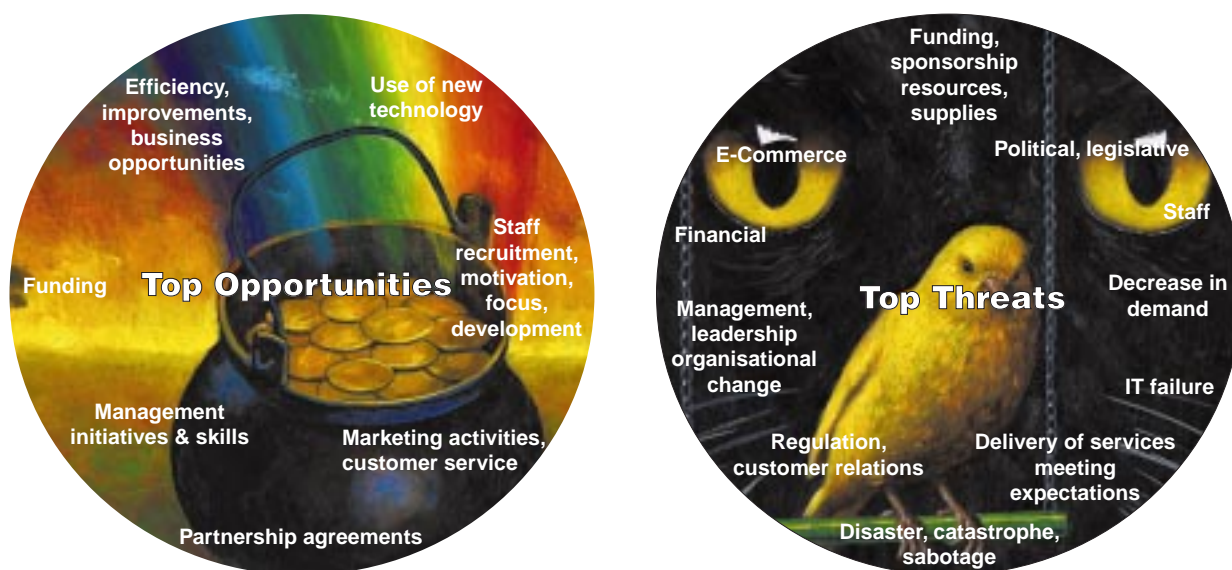 Efficiency,
improvements,
business
opportunities
Use of new
technology
Staff
recruitment,
motivation,
focus,
development
Funding
Top Opportunities
Management
initiatives & skills
Marketing activities,
customer service
Partnership agreements
Funding,
sponsorship
resources,
supplies
E-Commerce
Political, legislative
Staff
Financial
Decrease in
demand
Top Threats
Management,
leadership
organisational
change
IT failure
Regulation,
customer relations
Delivery of services
meeting
expectations
Disaster, catastrophe,
sabotage